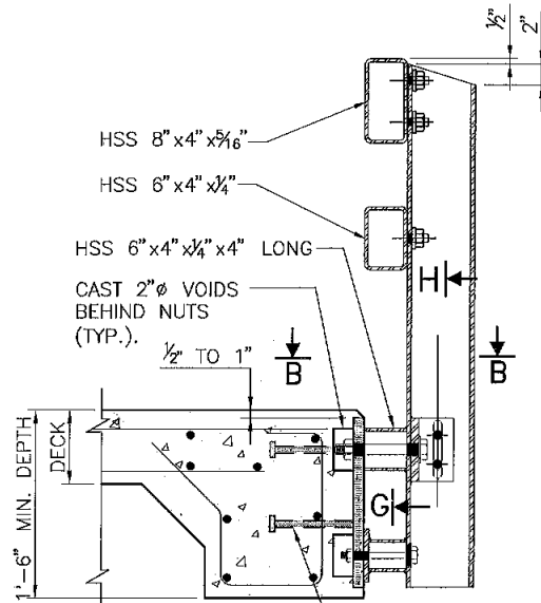 ½"
2"
HSS 8"x4"x5⁄16"
HSS 6"x4"x¼"
HSS 6"x4"x¼"x4" LONG
CAST 2"ø VOIDS
BEHIND NUTS
(TYP.).
½" TO 1"
B
B
H
G
DECK
1'-6" MIN. DEPTH